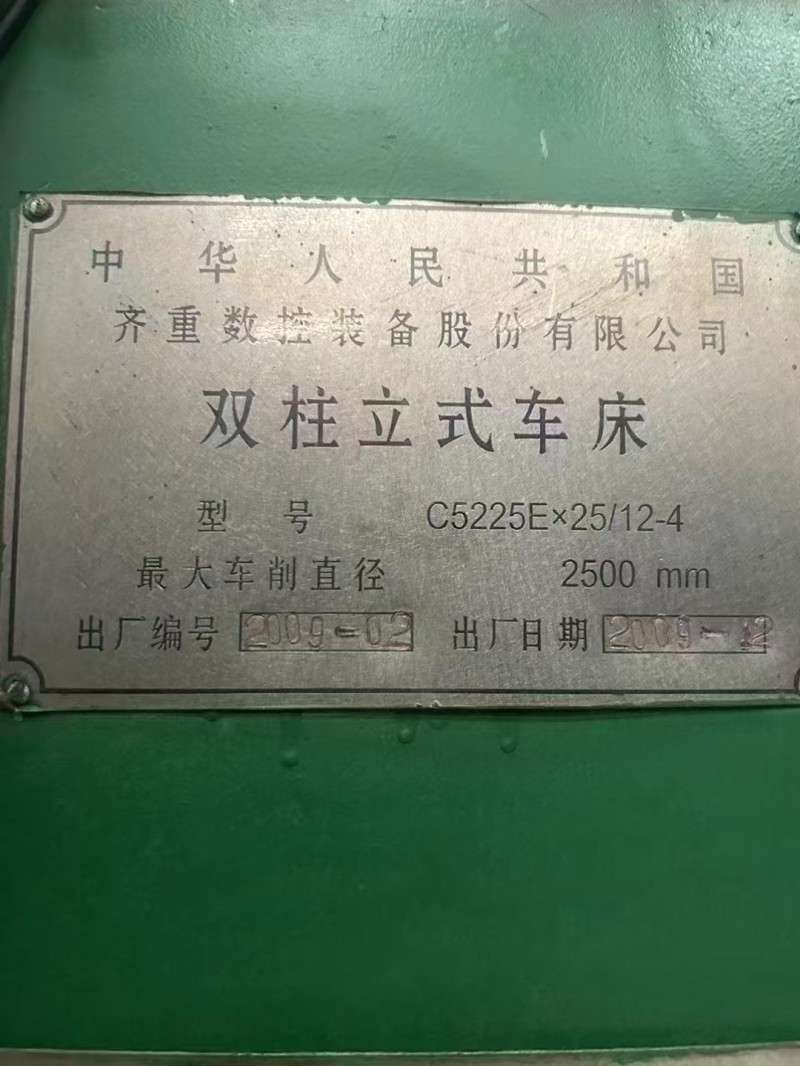 中华人民共和国
齐重数控装备股份有限公司
双柱立式车床
型号 C5225E×25/12-4
最大车削直径 2500 mm
出厂编号 2009-02 出厂日期